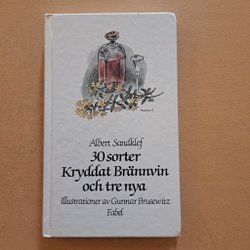 Albert Sandklef
30 sorter
Kryddat Brännvin
och tre nya
Illustrationer av Gunnar Brusewitz
Fabel